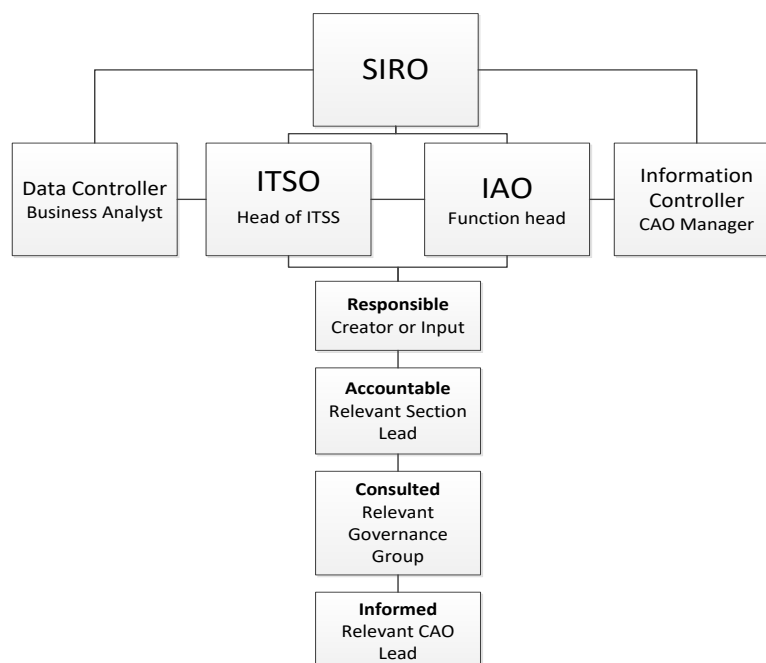 SIRO
Data Controller
Business Analyst
ITSO
Head of ITSS
IAO
Function head
Information
Controller
CAO Manager
Responsible
Creator or Input
Accountable
Relevant Section
Lead
Consulted
Relevant
Governance
Group
Informed
Relevant CAO
Lead